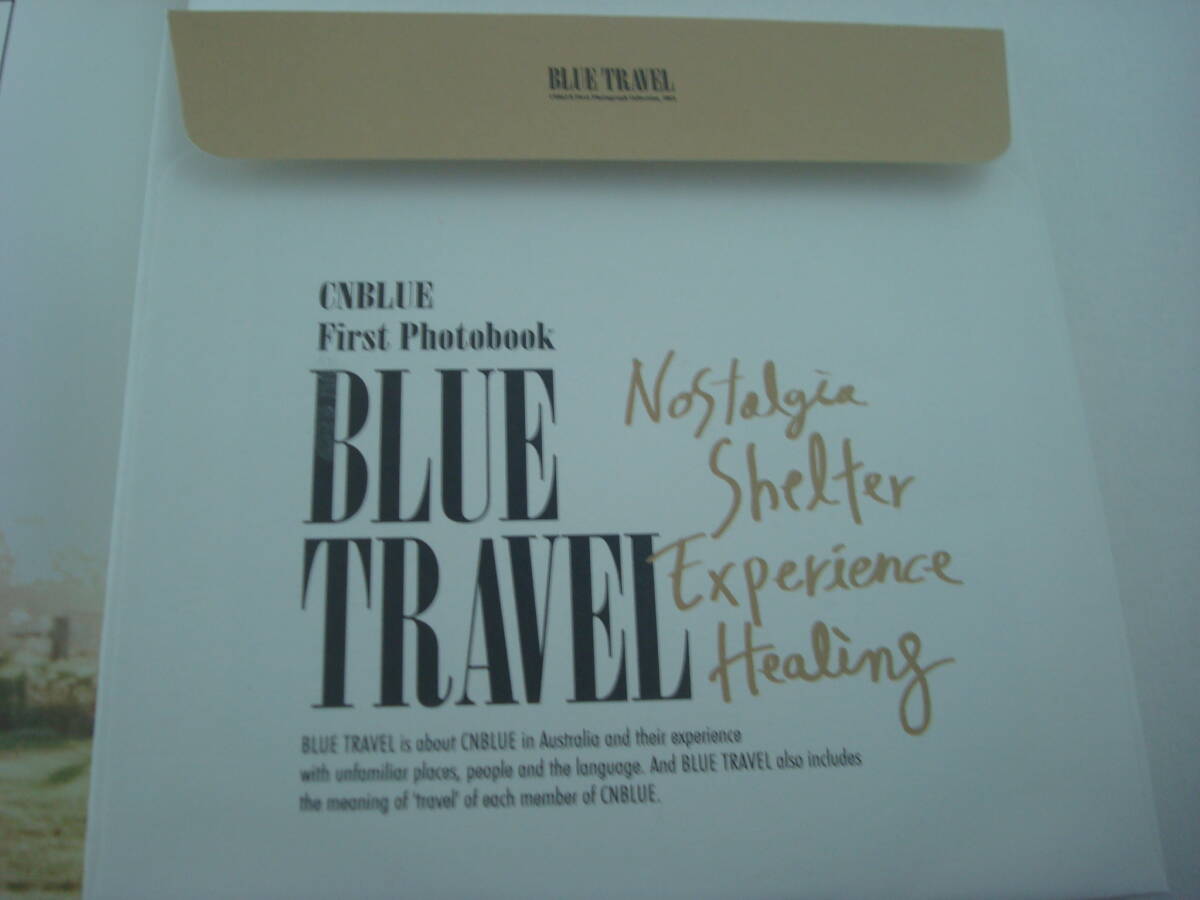 BLUE TRAVEL
CNBLUE
First Photobook
BLUE
TRAVEL
Nostalgia
Shelter
Experience
Healing
BLUE TRAVEL is about CNBLUE in Australia and their experience
with unfamiliar places, people and the language. And BLUE TRAVEL also includes
the meaning of 'travel' of each member of CNBLUE.